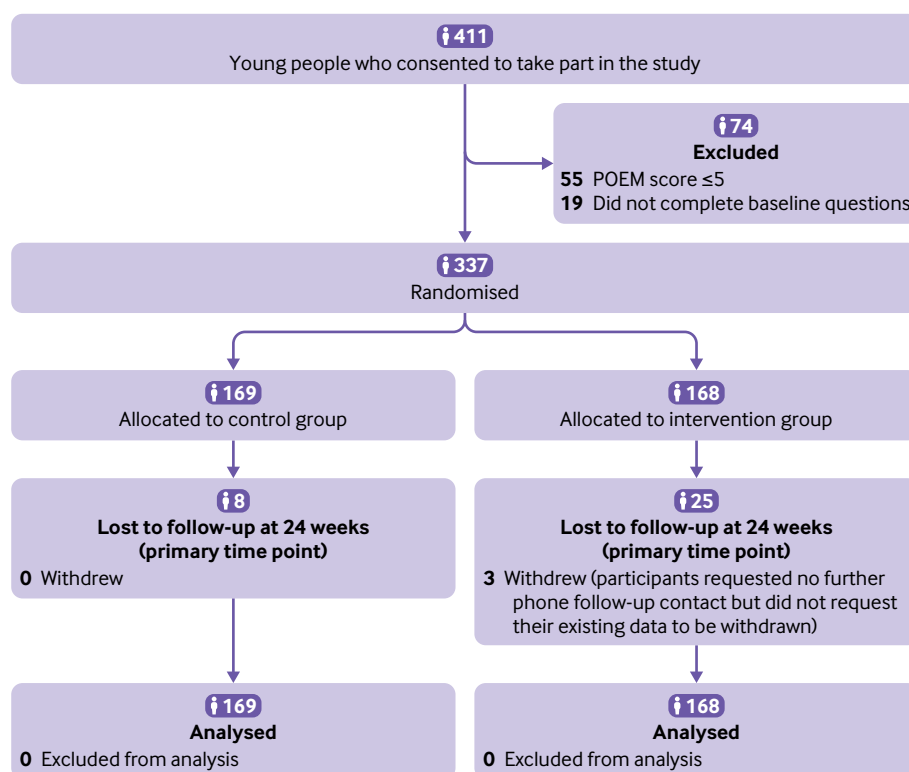 411
Young people who consented to take part in the study
74
Excluded
55 POEM score ≤5
19 Did not complete baseline questions
337
Randomised
169
Allocated to control group
168
Allocated to intervention group
8
Lost to follow-up at 24 weeks
(primary time point)
0 Withdrew
25
Lost to follow-up at 24 weeks
(primary time point)
3 Withdrew (participants requested no further
phone follow-up contact but did not request
their existing data to be withdrawn)
169
Analysed
0 Excluded from analysis
168
Analysed
0 Excluded from analysis